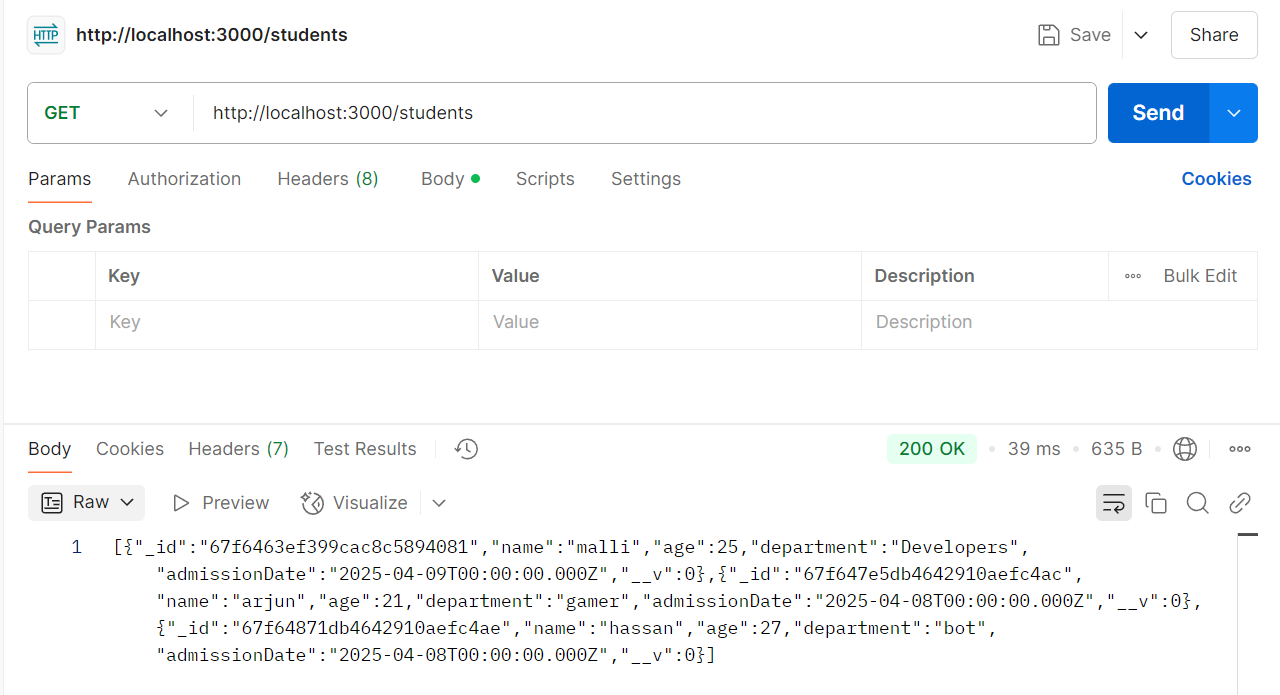 HTTP http://localhost:3000/students Save Share
GET http://localhost:3000/students Send
Params Authorization Headers (8) Body Scripts Settings Cookies
Query Params
Key Value Description Bulk Edit
Key Value Description
Body Cookies Headers (7) Test Results 200 OK 39 ms 635 B
Raw Preview Visualize
1 [{"_id":"67f6463ef399cac8c5894081","name":"malli","age":25,"department":"Developers",
"admissionDate":"2025-04-09T00:00:00.000Z","__v":0},{"_id":"67f647e5db4642910aefc4ac",
"name":"arjun","age":21,"department":"gamer","admissionDate":"2025-04-08T00:00:00.000Z","__v":0},
{"_id":"67f64871db4642910aefc4ae","name":"hassan","age":27,"department":"bot",
"admissionDate":"2025-04-08T00:00:00.000Z","__v":0}]